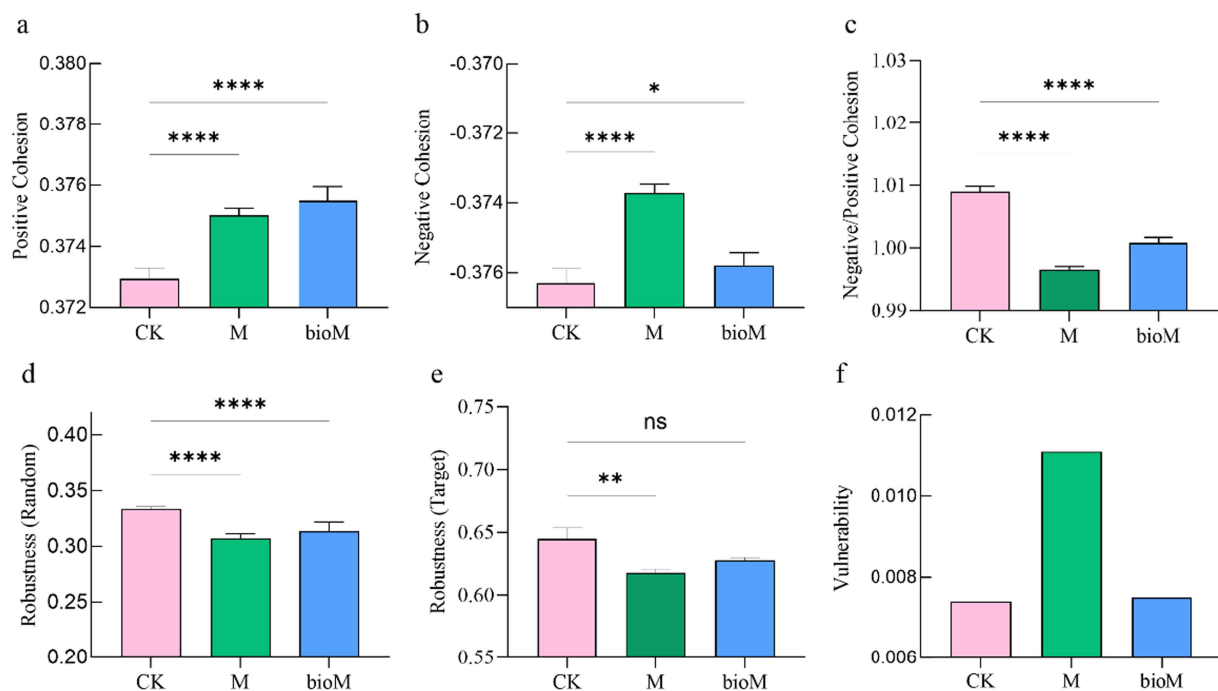 a
Positive Cohesion
0.380
0.378
0.376
0.374
0.372
****
****
CK M bioM
b
Negative Cohesion
-0.370
-0.372
-0.374
-0.376
*
****
CK M bioM
c
Negative/Positive Cohesion
1.03
1.02
1.01
1.00
0.99
****
****
CK M bioM
d
Robustness (Random)
0.40
0.35
0.30
0.25
0.20
****
****
CK M bioM
e
Robustness (Target)
0.75
0.70
0.65
0.60
0.55
ns
**
CK M bioM
f
Vulnerability
0.012
0.010
0.008
0.006
CK M bioM